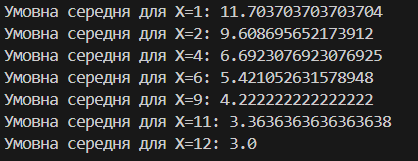 Умовна середня для X=1: 11.703703703703704
Умовна середня для X=2: 9.608695652173912
Умовна середня для X=4: 6.6923076923076925
Умовна середня для X=6: 5.421052631578948
Умовна середня для X=9: 4.222222222222222
Умовна середня для X=11: 3.3636363636363638
Умовна середня для X=12: 3.0